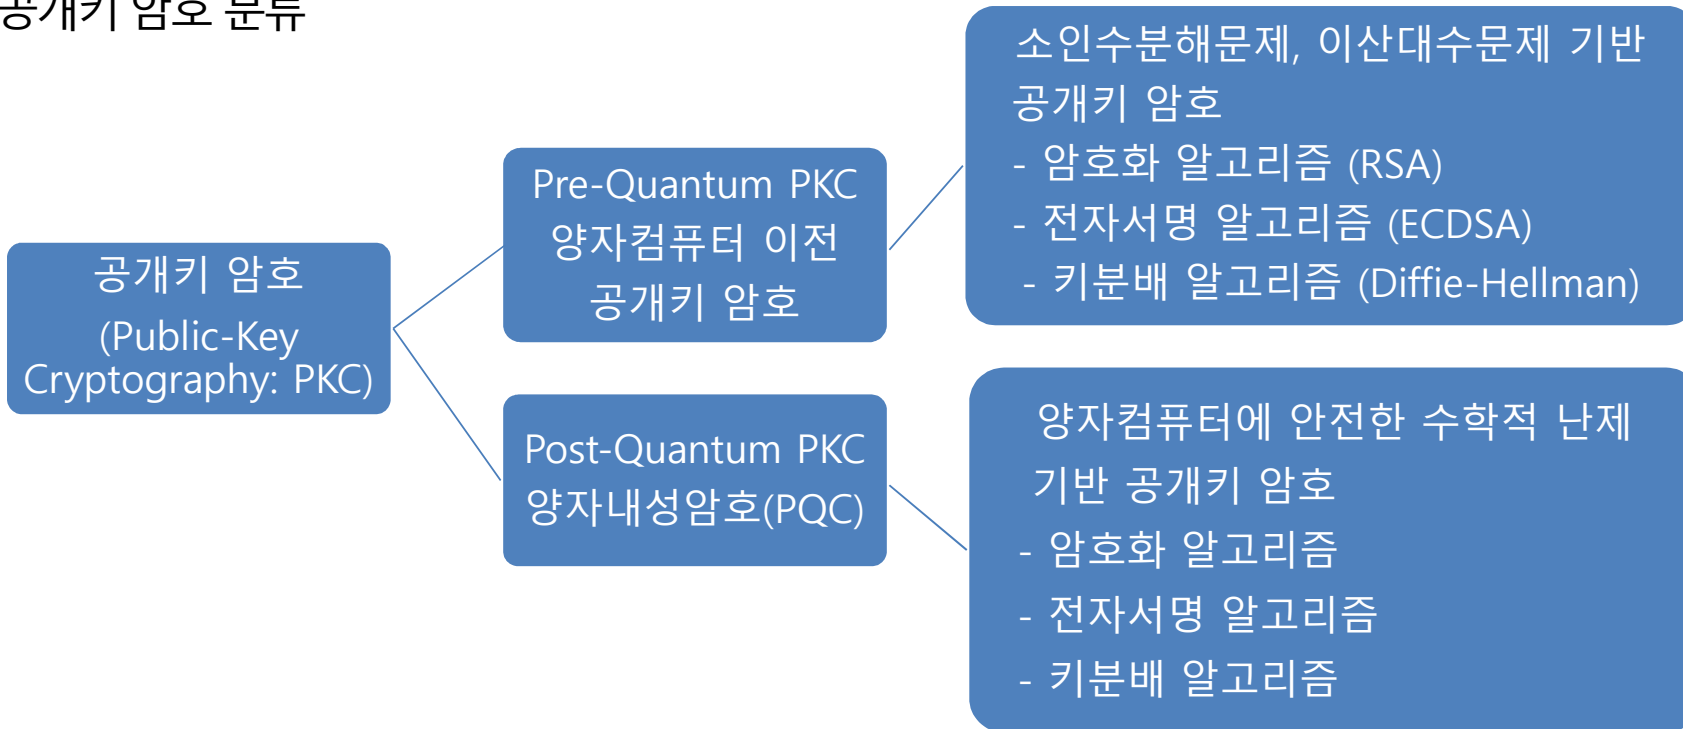 공개키 암호 분류
공개키 암호
(Public-Key
Cryptography: PKC)
Pre-Quantum PKC
양자컴퓨터 이전
공개키 암호
Post-Quantum PKC
양자내성암호(PQC)
소인수분해문제, 이산대수문제 기반
공개키 암호
- 암호화 알고리즘 (RSA)
- 전자서명 알고리즘 (ECDSA)
- 키분배 알고리즘 (Diffie-Hellman)
양자컴퓨터에 안전한 수학적 난제
기반 공개키 암호
- 암호화 알고리즘
- 전자서명 알고리즘
- 키분배 알고리즘